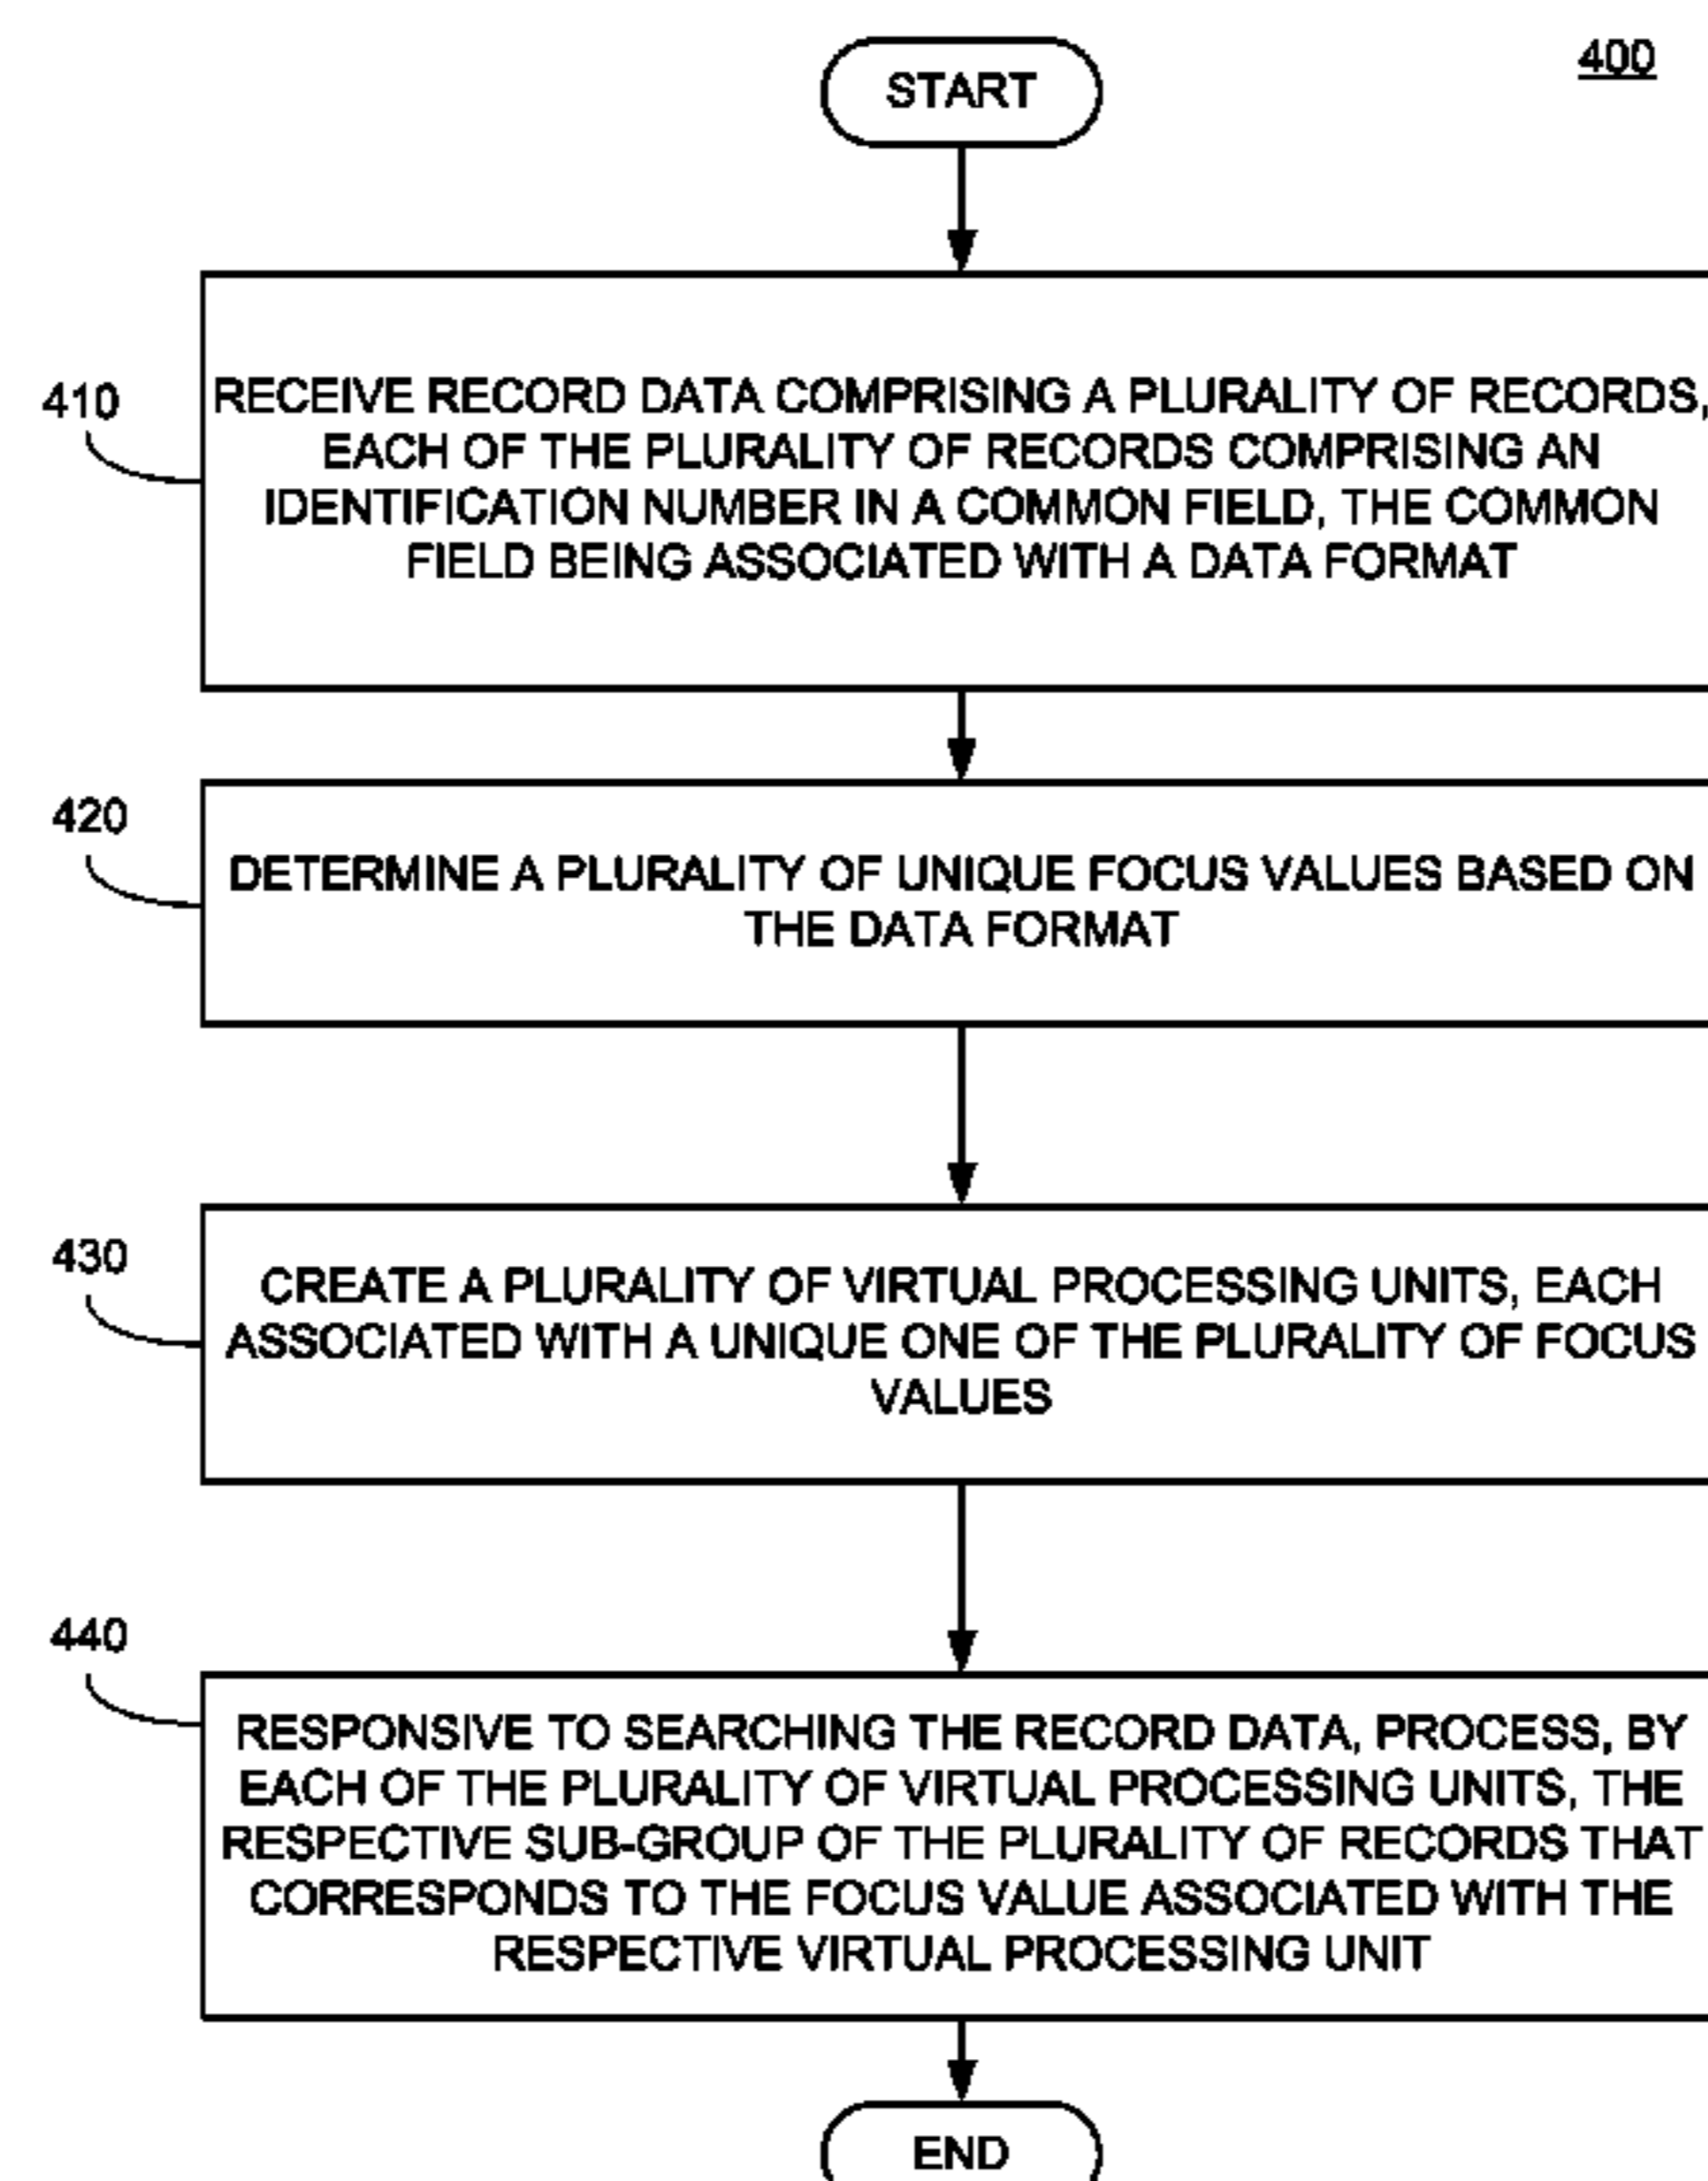 START
400
410
RECEIVE RECORD DATA COMPRISING A PLURALITY OF RECORDS,
EACH OF THE PLURALITY OF RECORDS COMPRISING AN
IDENTIFICATION NUMBER IN A COMMON FIELD, THE COMMON
FIELD BEING ASSOCIATED WITH A DATA FORMAT
420
DETERMINE A PLURALITY OF UNIQUE FOCUS VALUES BASED ON
THE DATA FORMAT
430
CREATE A PLURALITY OF VIRTUAL PROCESSING UNITS, EACH
ASSOCIATED WITH A UNIQUE ONE OF THE PLURALITY OF FOCUS
VALUES
440
RESPONSIVE TO SEARCHING THE RECORD DATA, PROCESS, BY
EACH OF THE PLURALITY OF VIRTUAL PROCESSING UNITS, THE
RESPECTIVE SUB-GROUP OF THE PLURALITY OF RECORDS THAT
CORRESPONDS TO THE FOCUS VALUE ASSOCIATED WITH THE
RESPECTIVE VIRTUAL PROCESSING UNIT
END